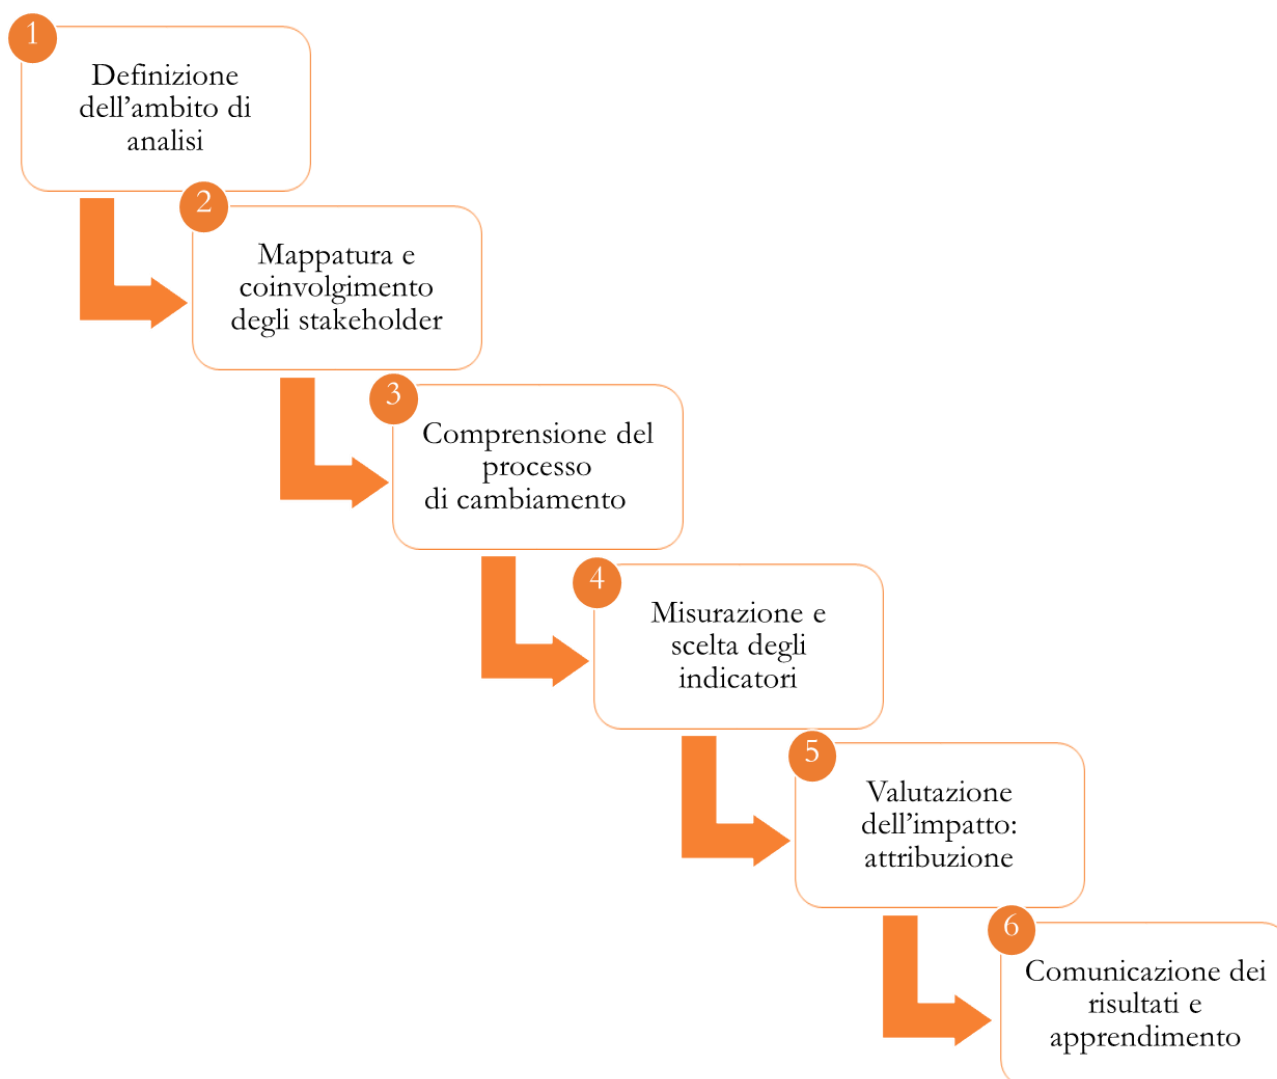 1
Definizione
dell’ambito di
analisi
2
Mappatura e
coinvolgimento
degli stakeholder
3
Comprensione del
processo
di cambiamento
4
Misurazione e
scelta degli
indicatori
5
Valutazione
dell’impatto:
attribuzione
6
Comunicazione dei
risultati e
apprendimento